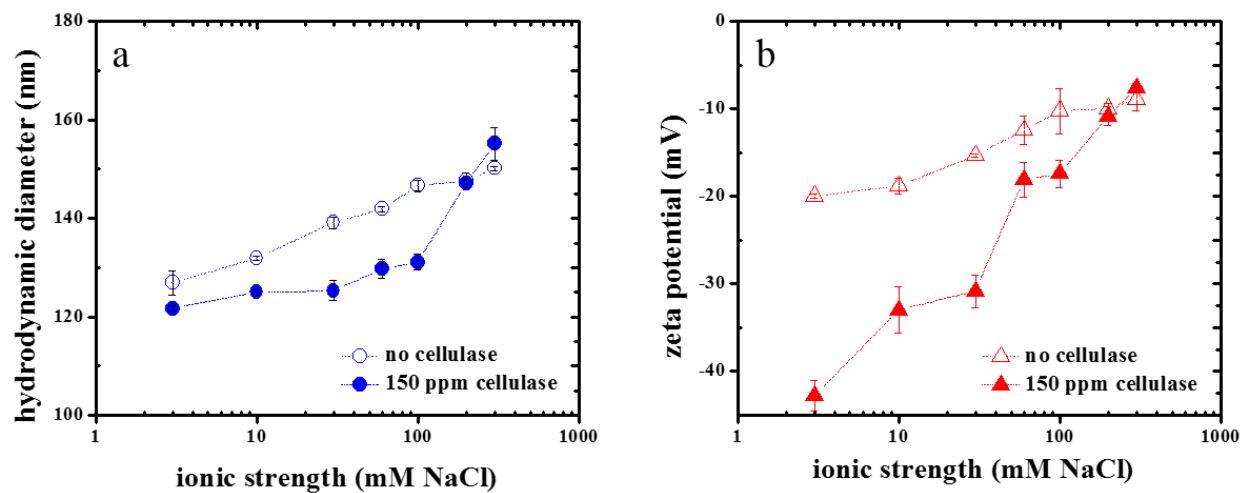 a
hydrodynamic diameter (nm)
180
160
140
120
100
no cellulase
150 ppm cellulase
1
10
100
1000
ionic strength (mM NaCl)
b
zeta potential (mV)
-0
-10
-20
-30
-40
no cellulase
150 ppm cellulase
1
10
100
1000
ionic strength (mM NaCl)